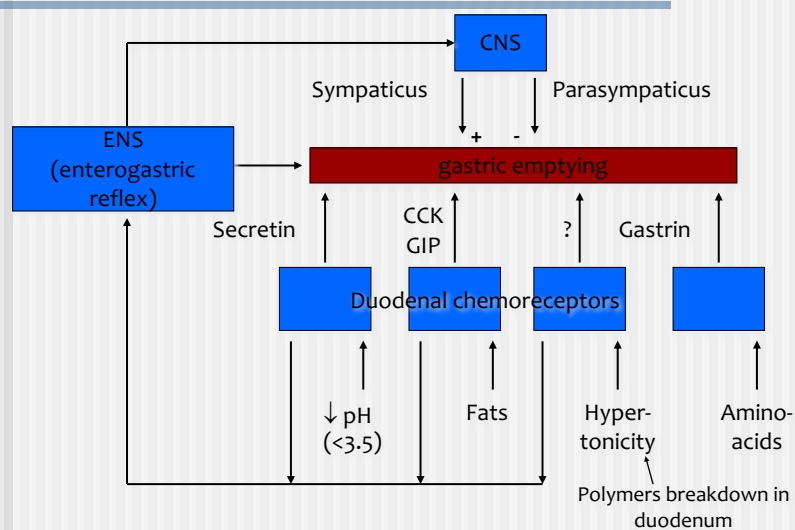 CNS
Sympaticus
Parasympaticus
+ -
ENS
(enterogastric
reflex)
gastric emptying
Secretin
CCK
GIP
?
Gastrin
Duodenal chemoreceptors
↓ pH
(<3.5)
Fats
Hyper-
tonicity
Amino-
acids
Polymers breakdown in
duodenum